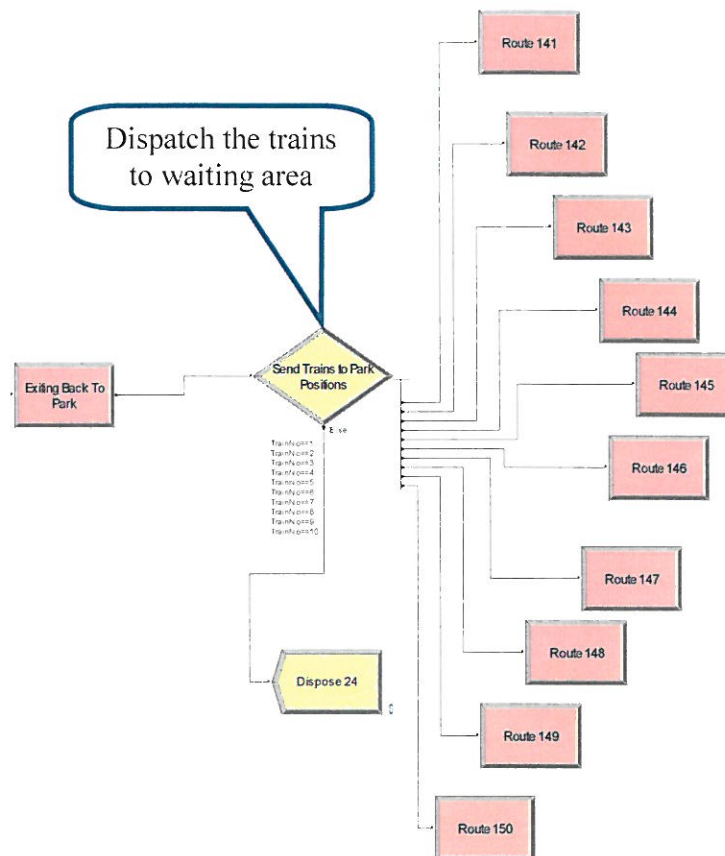 Route 141
Dispatch the trains
to waiting area
Route 142
Route 143
Route 144
Send Trains to Park
Positions
Exiting Back To
Park
Route 145
Else
TrainNo==1
TrainNo==2
TrainNo==3
TrainNo==4
TrainNo==5
TrainNo==6
TrainNo==7
TrainNo==8
TrainNo==9
TrainNo==10
Route 146
Route 147
Route 148
Dispose 24
0
Route 149
Route 150